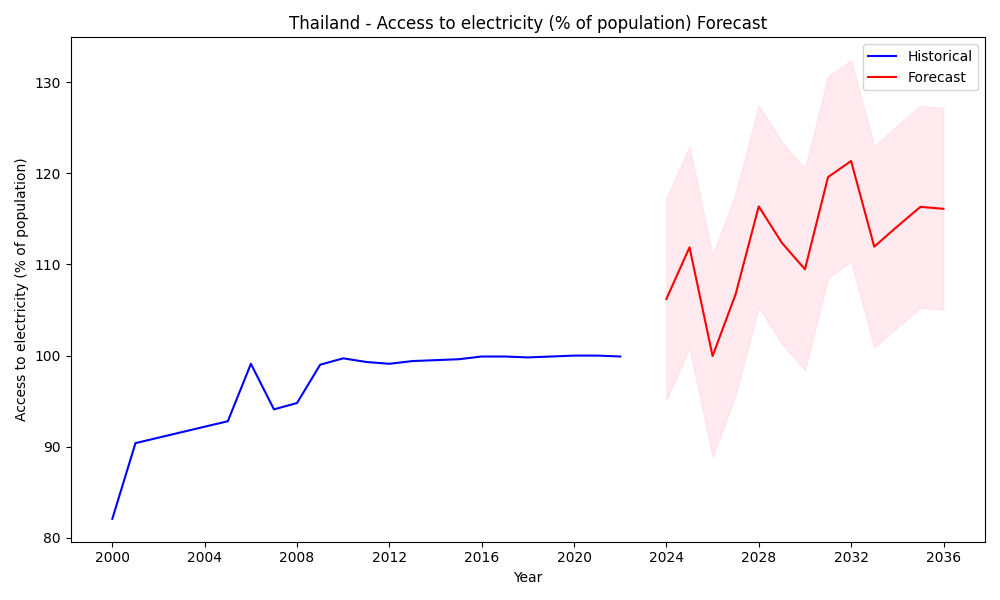 Thailand - Access to electricity (% of population) Forecast
Historical
Forecast
Access to electricity (% of population)
130
120
110
100
90
80
2000 2004 2008 2012 2016 2020 2024 2028 2032 2036
Year